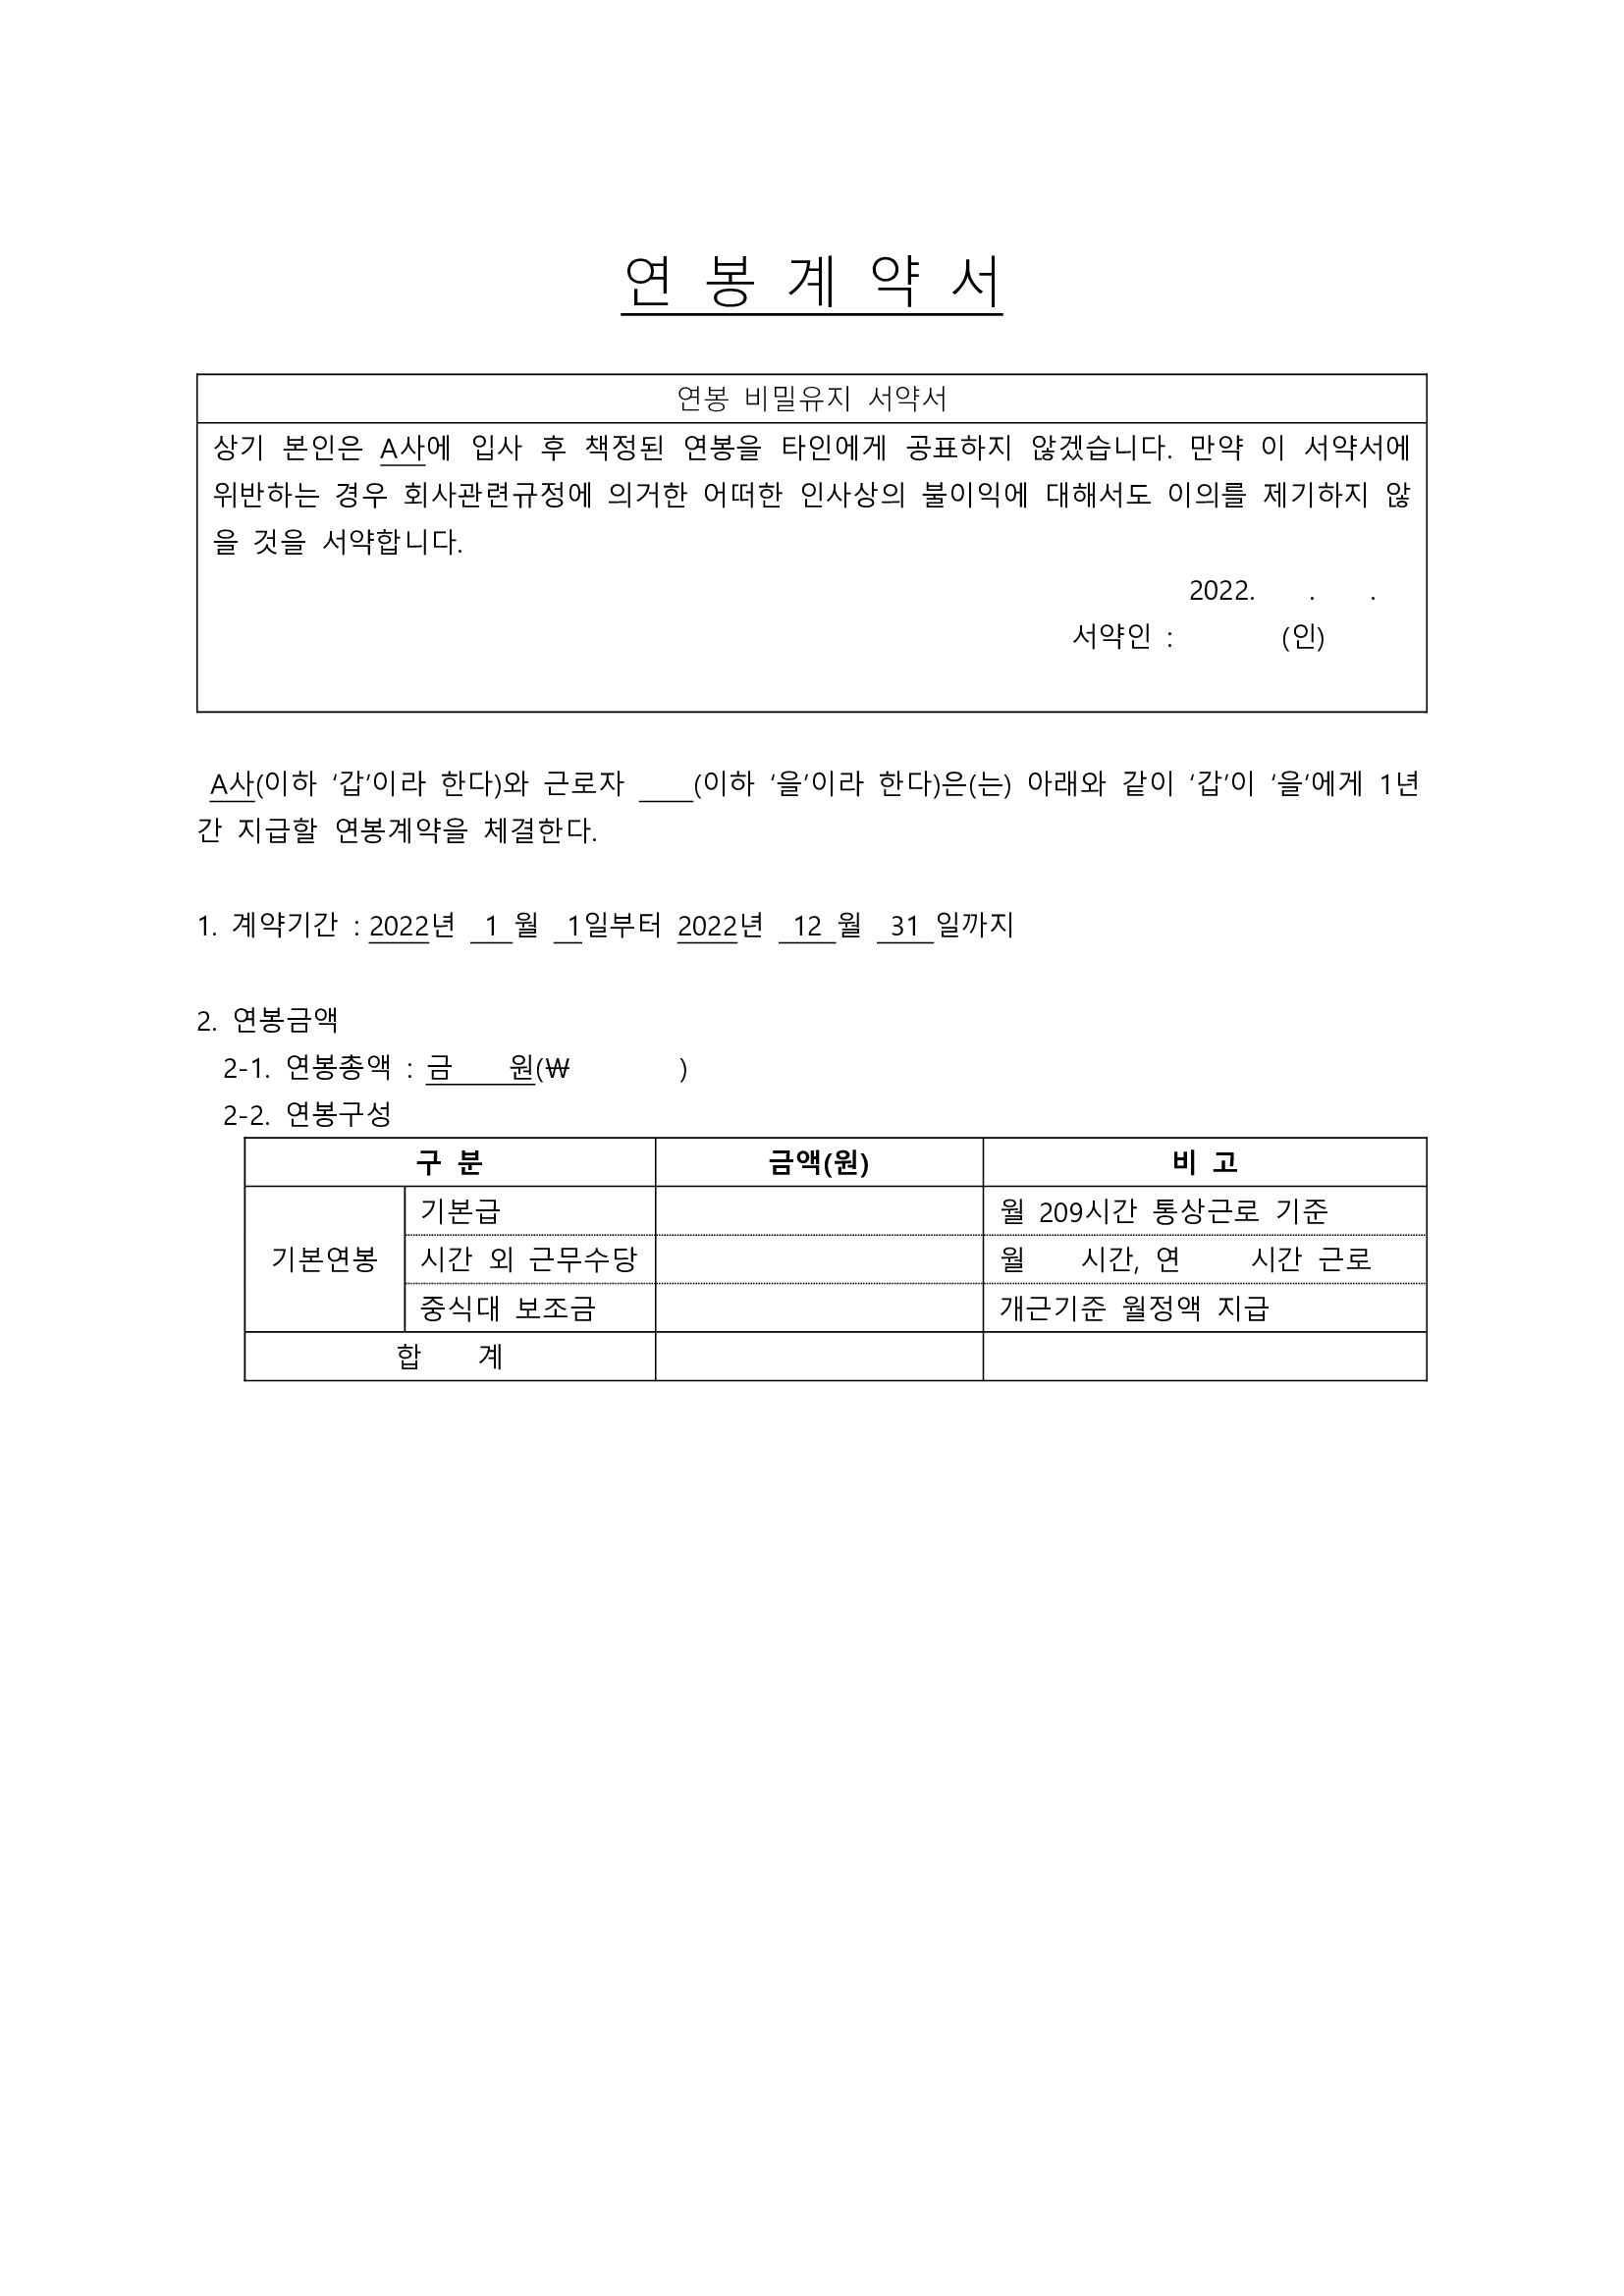 연 봉 계 약 서
연봉 비밀유지 서약서
상기 본인은 A사에 입사 후 책정된 연봉을 타인에게 공표하지 않겠습니다. 만약 이 서약서에
위반하는 경우 회사관련규정에 의거한 어떠한 인사상의 불이익에 대해서도 이의를 제기하지 않
을 것을 서약합니다.
2022. . .
서약인 : (인)
A사(이하 ‘갑’이라 한다)와 근로자 ____(이하 ‘을’이라 한다)은(는) 아래와 같이 ‘갑’이 ‘을’에게 1년
간 지급할 연봉계약을 체결한다.
1. 계약기간 : 2022년 1 월 1일부터 2022년 12 월 31 일까지
2. 연봉금액
2-1. 연봉총액 : 금 원(₩ )
2-2. 연봉구성
구 분 금액(원) 비 고
기본연봉 기본급 월 209시간 통상근로 기준
시간 외 근무수당 월 시간, 연 시간 근로
중식대 보조금 개근기준 월정액 지급
합 계